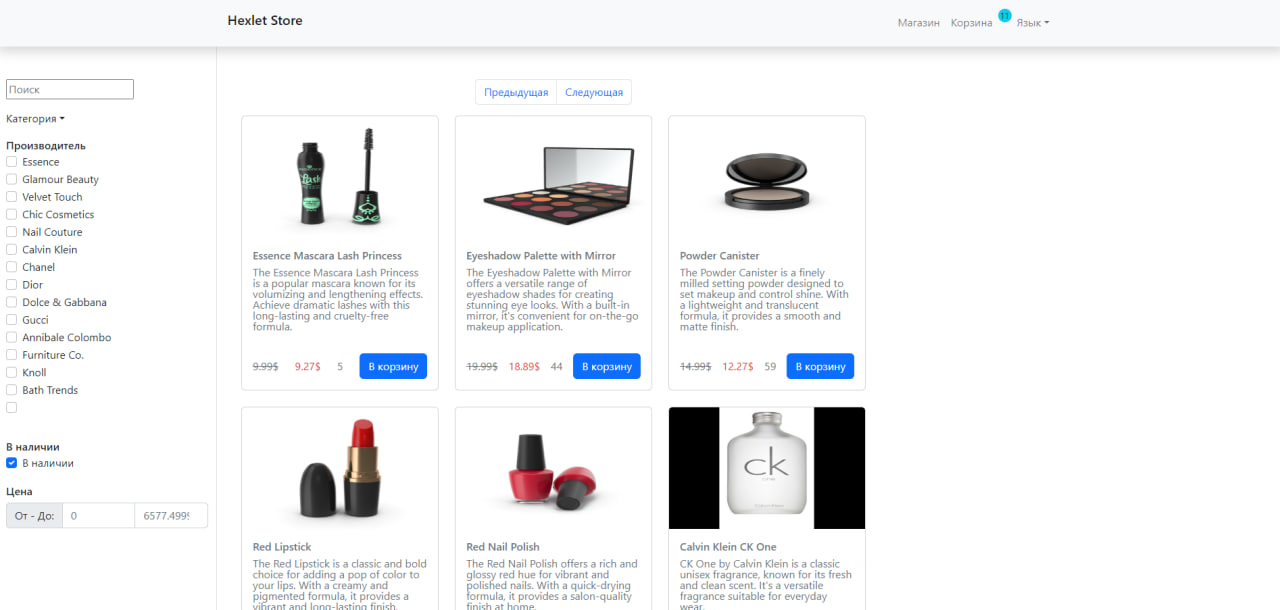 Hexlet Store
Магазин Корзина 11 Язык
Поиск
Категория
Производитель
Essence
Glamour Beauty
Velvet Touch
Chic Cosmetics
Nail Couture
Calvin Klein
Chanel
Dior
Dolce & Gabbana
Gucci
Annibale Colombo
Furniture Co.
Knoll
Bath Trends
В наличии
В наличии
Цена
От - До: 0 6577.499
Предыдущая Следующая
Lash
Essence Mascara Lash Princess
The Essence Mascara Lash Princess
is a popular mascara known for its
volumizing and lengthening effects.
Achieve dramatic lashes with this
long-lasting and cruelty-free
formula.
9.99$ 9.27$ 5 В корзину
Eyeshadow Palette with Mirror
The Eyeshadow Palette with Mirror
offers a versatile range of
eyeshadow shades for creating
stunning eye looks. With a built-in
mirror, it's convenient for on-the-go
makeup application.
19.99$ 18.89$ 44 В корзину
Powder Canister
The Powder Canister is a finely
milled setting powder designed to
set makeup and control shine. With
a lightweight and translucent
formula, it provides a smooth and
matte finish.
14.99$ 12.27$ 59 В корзину
Red Lipstick
The Red Lipstick is a classic and bold
choice for adding a pop of color to
your lips. With a creamy and
pigmented formula, it provides a
vibrant and long-lasting finish.
Red Nail Polish
The Red Nail Polish offers a rich and
glossy red hue for vibrant and
polished nails. With a quick-drying
formula, it provides a salon-quality
finish at home.
ck
one
Calvin Klein
Calvin Klein CK One
CK One by Calvin Klein is a classic
unisex fragrance, known for its fresh
and clean scent. It's a versatile
fragrance suitable for everyday
wear.